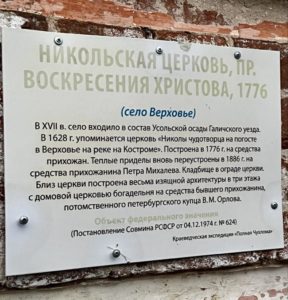 НИКОЛЬСКАЯ ЦЕРКОВЬ, ПР.
ВОСКРЕСЕНИЯ ХРИСТОВА, 1776
(село Верховье)
В XVII в. село входило в состав Усольской осады Галичского уезда.
В 1628 г. упоминается церковь «Николы чудотворца на погосте
в Верховье на реке на Костроме». Построена в 1776 г. на средства
прихожан. Теплые приделы вновь переустроены в 1886 г. на
средства прихожанина Петра Михалева. Кладбище в ограде церкви.
Близ церкви построена весьма изящной архитектуры в три этажа
с домовой церковью богадельня на средства бывшего прихожанина,
потомственного петербургского купца В.М. Орлова.
Объект федерального значения
(Постановление Совмина РСФСР от 04.12.1974 г. № 624)
Краеведческая экспедиция «Полная Чухлома»